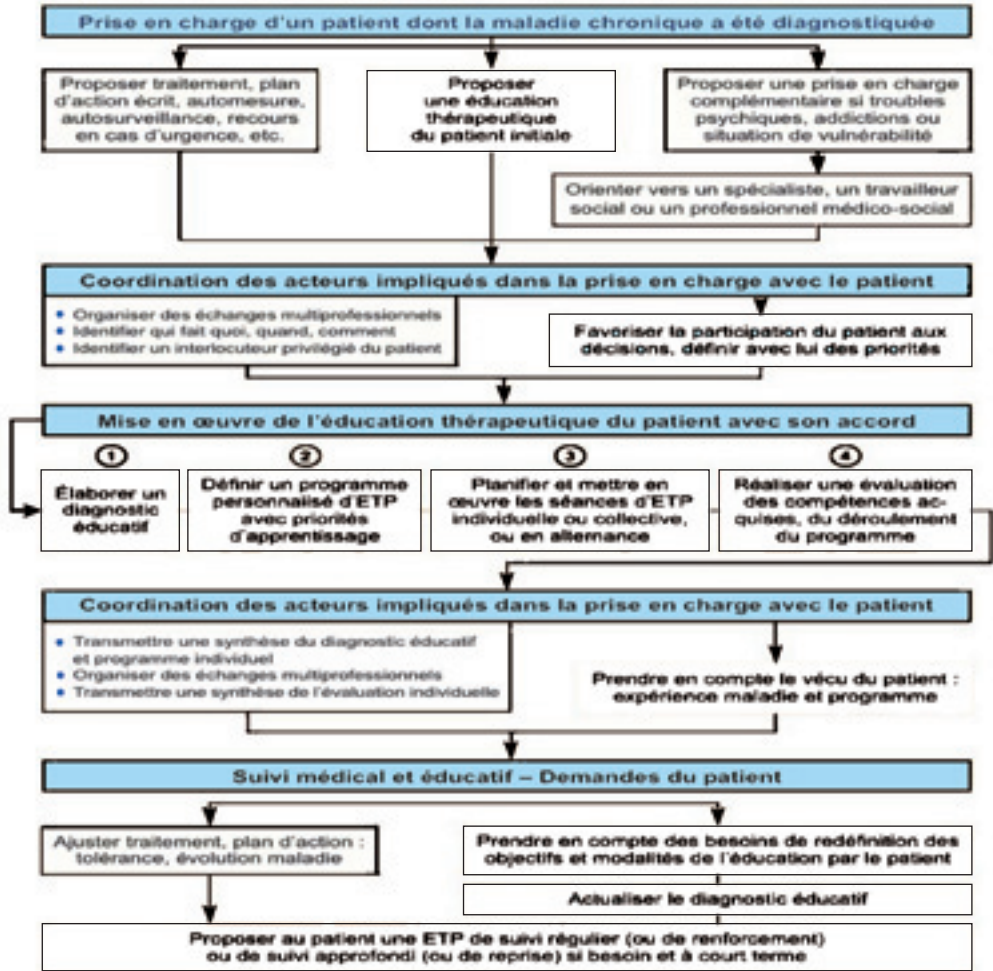 Prise en charge d'un patient dont la maladie chronique a été diagnostiquée
Proposer traitement, plan
d'action écrit, automesure,
autosurveillance, recours
en cas d'urgence, etc.
Proposer
une éducation
thérapeutique
du patient initiale
Proposer une prise en charge
complémentaire si troubles
psychiques, addictions ou
situation de vulnérabilité
Orienter vers un spécialiste, un travailleur
social ou un professionnel médico-social
Coordination des acteurs impliqués dans la prise en charge avec le patient
• Organiser des échanges multiprofessionnels
• Identifier qui fait quoi, quand, comment
• Identifier un interlocuteur privilégié du patient
Favoriser la participation du patient aux
décisions, définir avec lui des priorités
Mise en œuvre de l'éducation thérapeutique du patient avec son accord
1
Élaborer un
diagnostic
éducatif
2
Définir un programme
personnalisé d'ETP
avec priorités
d'apprentissage
3
Planifier et mettre en
œuvre les séances d'ETP
individuelle ou collective,
ou en alternance
4
Réaliser une évaluation
des compétences ac-
quises, du déroulement
du programme
Coordination des acteurs impliqués dans la prise en charge avec le patient
• Transmettre une synthèse du diagnostic éducatif
et programme individuel
• Organiser des échanges multiprofessionnels
• Transmettre une synthèse de l'évaluation individuelle
Prendre en compte le vécu du patient :
expérience maladie et programme
Suivi médical et éducatif – Demandes du patient
Ajuster traitement, plan d'action :
tolérance, évolution maladie
Prendre en compte des besoins de redéfinition des
objectifs et modalités de l'éducation par le patient
Actualiser le diagnostic éducatif
Proposer au patient une ETP de suivi régulier (ou de renforcement)
ou de suivi approfondi (ou de reprise) si besoin et à court terme